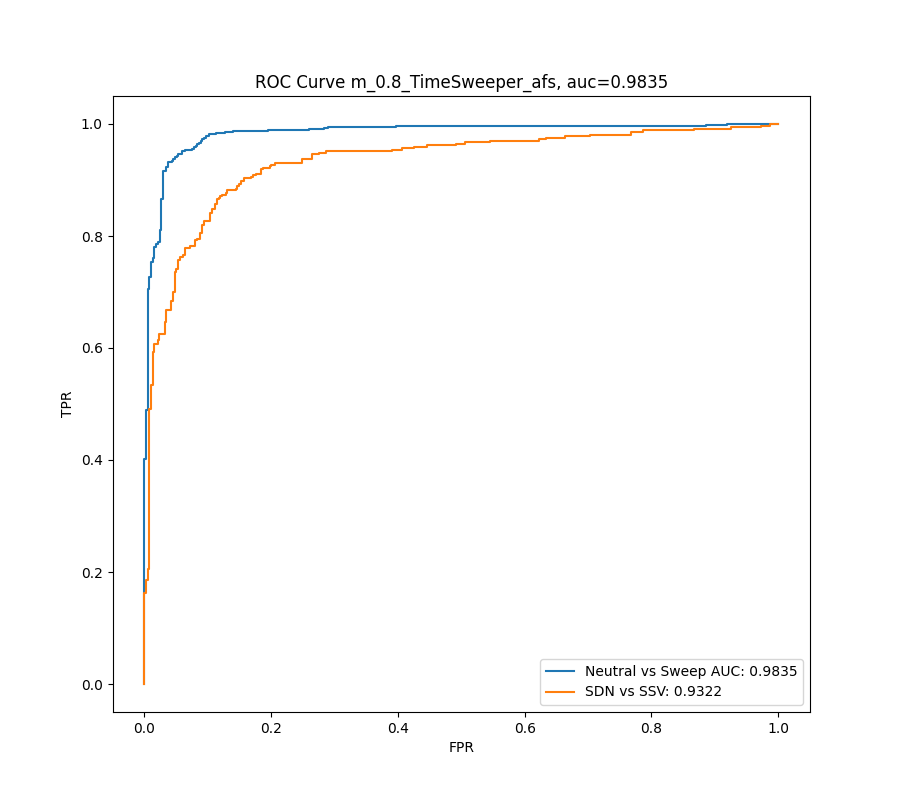 ROC Curve m_0.8_TimeSweeper_afs, auc=0.9835
1.0
0.8
0.6
0.4
0.2
0.0
TPR
0.0 0.2 0.4 0.6 0.8 1.0
FPR
Neutral vs Sweep AUC: 0.9835
SDN vs SSV: 0.9322